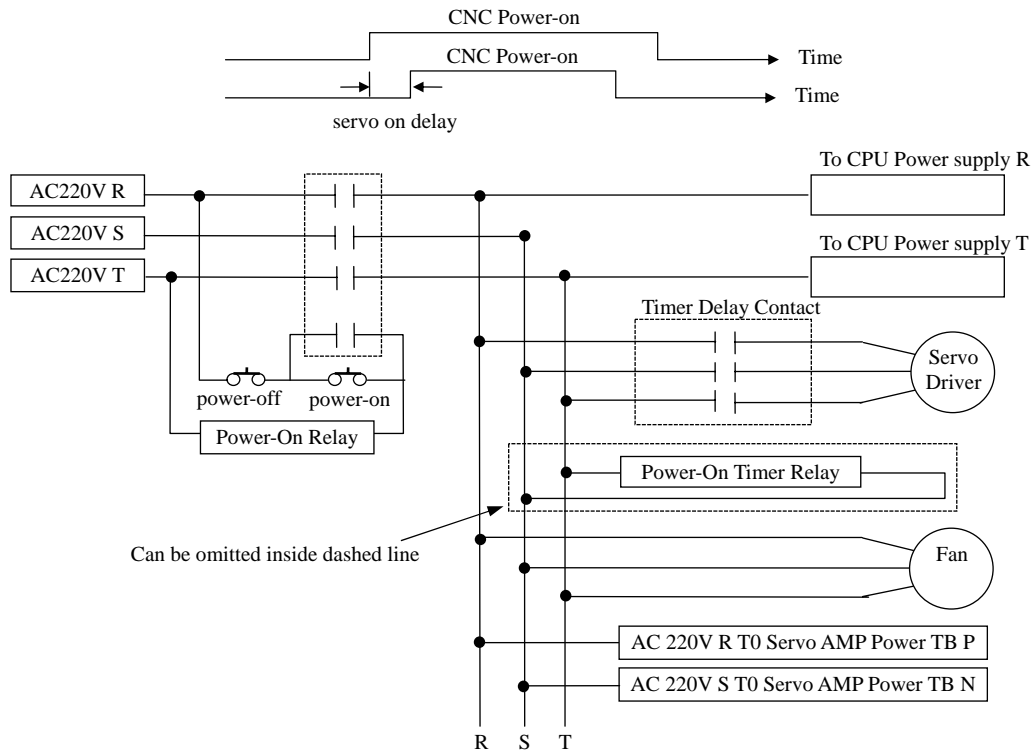 CNC Power-on
Time
CNC Power-on
Time
servo on delay
To CPU Power supply R
AC220V R
AC220V S
To CPU Power supply T
AC220V T
Timer Delay Contact
Servo
Driver
power-off
power-on
Power-On Relay
Power-On Timer Relay
Can be omitted inside dashed line
Fan
AC 220V R T0 Servo AMP Power TB P
AC 220V S T0 Servo AMP Power TB N
R S T